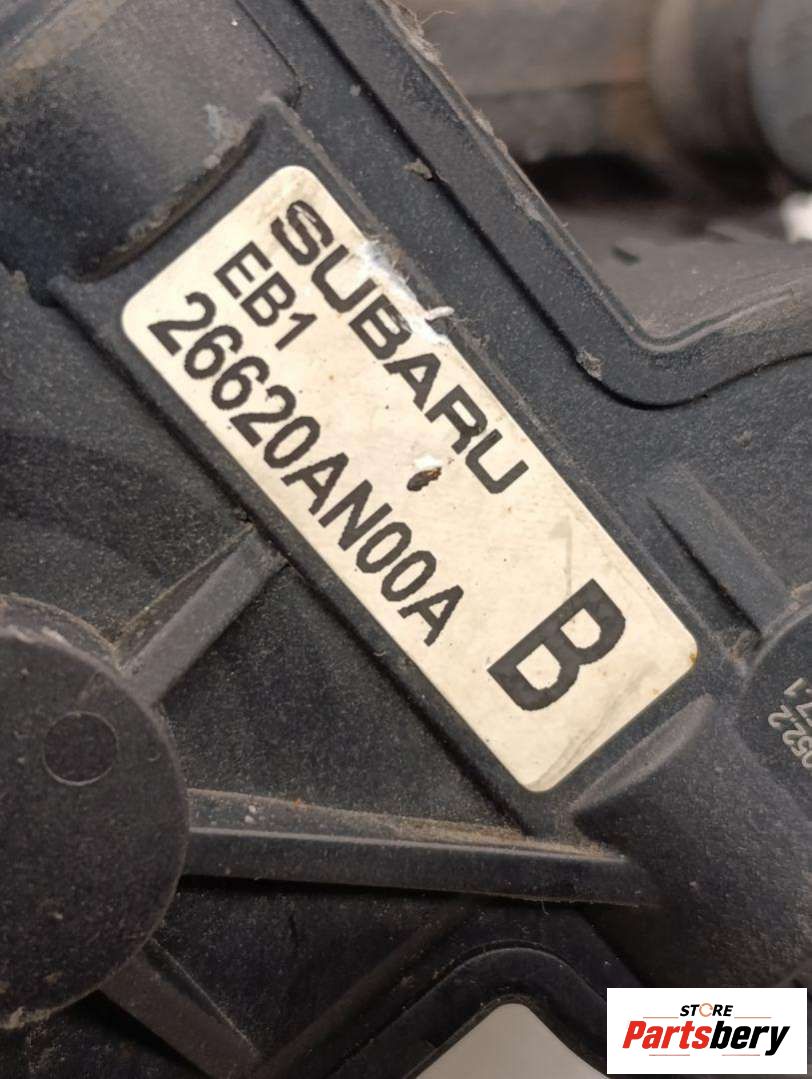 SUBARU
EB1
26620AN00A
B
STORE
Partsbery